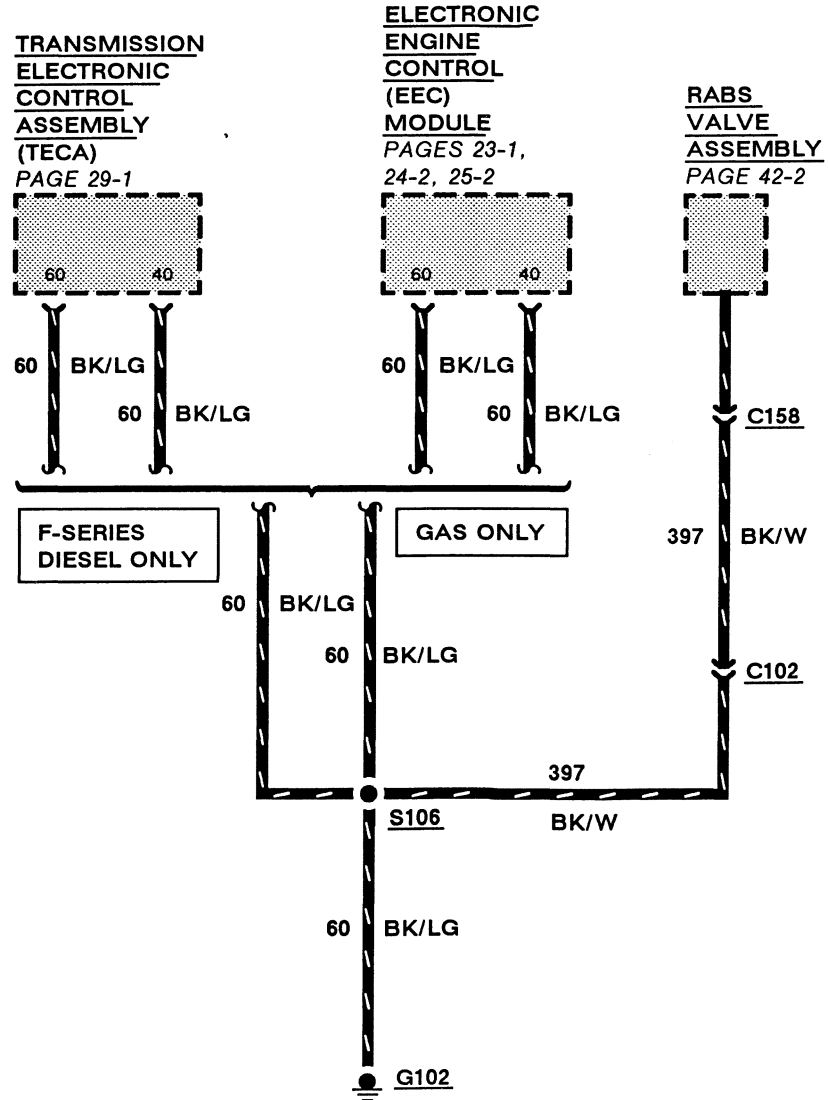 TRANSMISSION
ELECTRONIC
CONTROL
ASSEMBLY
(TECA)
PAGE 29-1
ELECTRONIC
ENGINE
CONTROL
(EEC)
MODULE
PAGES 23-1,
24-2, 25-2
RABS
VALVE
ASSEMBLY
PAGE 42-2
60 40
60 40
60 BK/LG
60 BK/LG
60 BK/LG
60 BK/LG
C158
F-SERIES
DIESEL ONLY
GAS ONLY
397 BK/W
60 BK/LG
60 BK/LG
C102
397
S106
BK/W
60 BK/LG
G102